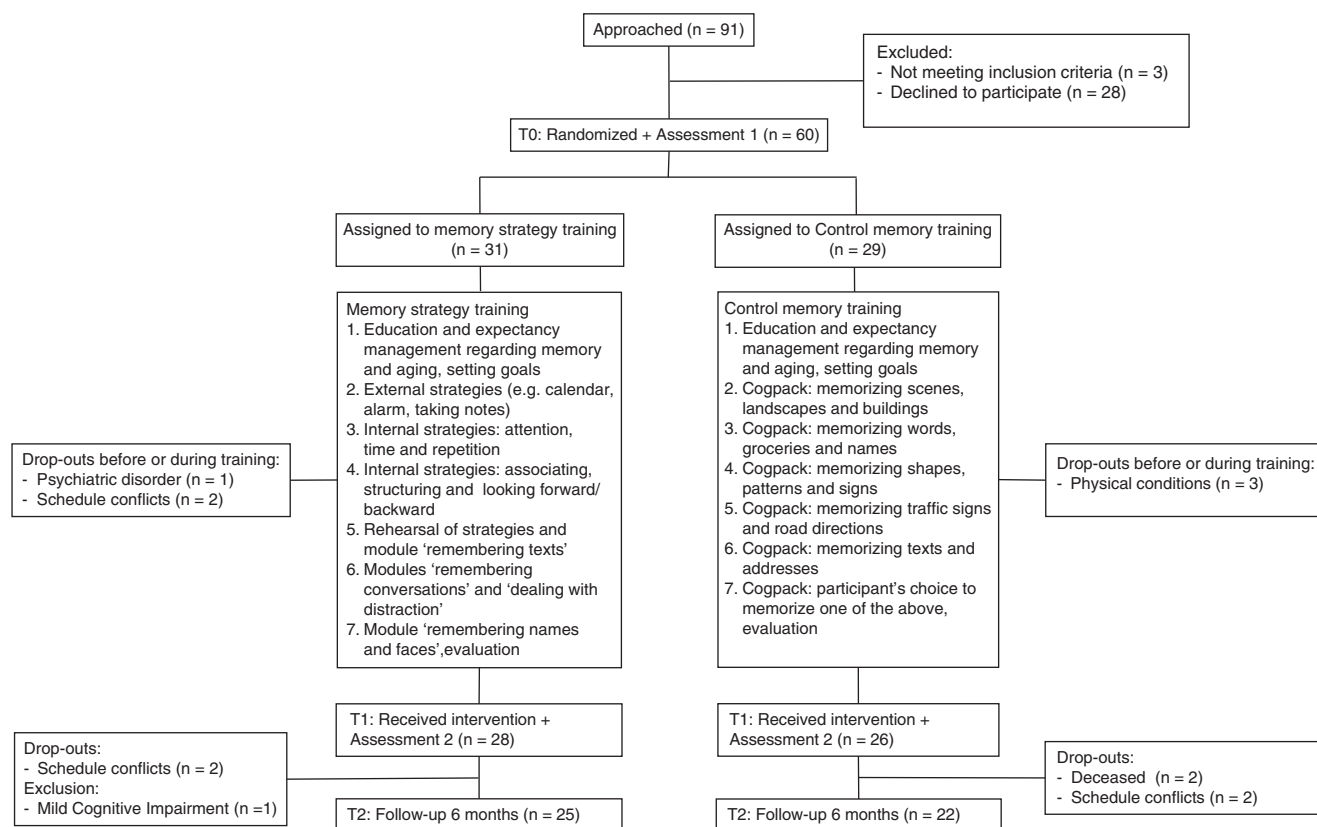 Approached (n = 91)
Excluded:
- Not meeting inclusion criteria (n = 3)
- Declined to participate (n = 28)
T0: Randomized + Assessment 1 (n = 60)
Assigned to memory strategy training
(n = 31)
Assigned to Control memory training
(n = 29)
Memory strategy training
1. Education and expectancy
management regarding memory
and aging, setting goals
2. External strategies (e.g. calendar,
alarm, taking notes)
3. Internal strategies: attention,
time and repetition
4. Internal strategies: associating,
structuring and looking forward/
backward
5. Rehearsal of strategies and
module ‘remembering texts’
6. Modules ‘remembering
conversations’ and ‘dealing with
distraction’
7. Module ‘remembering names
and faces’,evaluation
Control memory training
1. Education and expectancy
management regarding memory
and aging, setting goals
2. Cogpack: memorizing scenes,
landscapes and buildings
3. Cogpack: memorizing words,
groceries and names
4. Cogpack: memorizing shapes,
patterns and signs
5. Cogpack: memorizing traffic signs
and road directions
6. Cogpack: memorizing texts and
addresses
7. Cogpack: participant’s choice to
memorize one of the above,
evaluation
Drop-outs before or during training:
- Psychiatric disorder (n = 1)
- Schedule conflicts (n = 2)
Drop-outs before or during training:
- Physical conditions (n = 3)
T1: Received intervention +
Assessment 2 (n = 28)
T1: Received intervention +
Assessment 2 (n = 26)
Drop-outs:
- Schedule conflicts (n = 2)
Exclusion:
- Mild Cognitive Impairment (n =1)
Drop-outs:
- Deceased (n = 2)
- Schedule conflicts (n = 2)
T2: Follow-up 6 months (n = 25)
T2: Follow-up 6 months (n = 22)